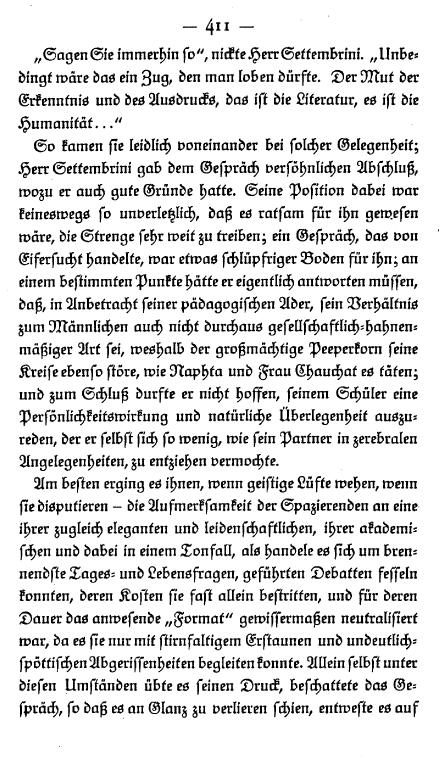 — 411 —
„Sagen Sie immerhin so“, nickte Herr Settembrini. „Unbe-
dingt wäre das ein Zug, den man loben dürfte. Der Mut der
Erkenntnis und des Ausdrucks, das ist die Literatur, es ist die
Humanität...“
So kamen sie leidlich voneinander bei solcher Gelegenheit;
Herr Settembrini gab dem Gespräch versöhnlichen Abschluß,
wozu er auch gute Gründe hatte. Seine Position dabei war
keineswegs so unverletzlich, daß es ratsam für ihn gewesen
wäre, die Strenge sehr weit zu treiben; ein Gespräch, das von
Eifersucht handelte, war etwas schlüpfriger Boden für ihn; an
einem bestimmten Punkte hätte er eigentlich antworten müssen,
daß, in Anbetracht seiner pädagogischen Ader, sein Verhältnis
zum Männlichen auch nicht durchaus gesellschaftlich-hahnen-
mäßiger Art sei, weshalb der großmächtige Peeperkorn seine
Kreise ebenso störe, wie Naphta und Frau Chauchat es täten;
und zum Schluß durfte er nicht hoffen, seinem Schüler eine
Persönlichkeitswirkung und natürliche Überlegenheit auszu-
reden, der er selbst sich so wenig, wie sein Partner in zerebralen
Angelegenheiten, zu entziehen vermochte.
Am besten erging es ihnen, wenn geistige Lüfte wehen, wenn
sie disputieren – die Aufmerksamkeit der Spazierenden an eine
ihrer zugleich eleganten und leidenschaftlichen, ihrer akademi-
schen und dabei in einem Tonfall, als handele es sich um bren-
nendste Tages- und Lebensfragen, geführten Debatten fesseln
konnten, deren Kosten sie fast allein bestritten, und für deren
Dauer das anwesende „Format“ gewissermaßen neutralisiert
war, da es sie nur mit stirnfaltigem Erstaunen und undeutlich-
spöttischen Abgerissenheiten begleiten konnte. Allein selbst unter
diesen Umständen übte es seinen Druck, beschattete das Ge-
spräch, so daß es an Glanz zu verlieren schien, entweste es auf